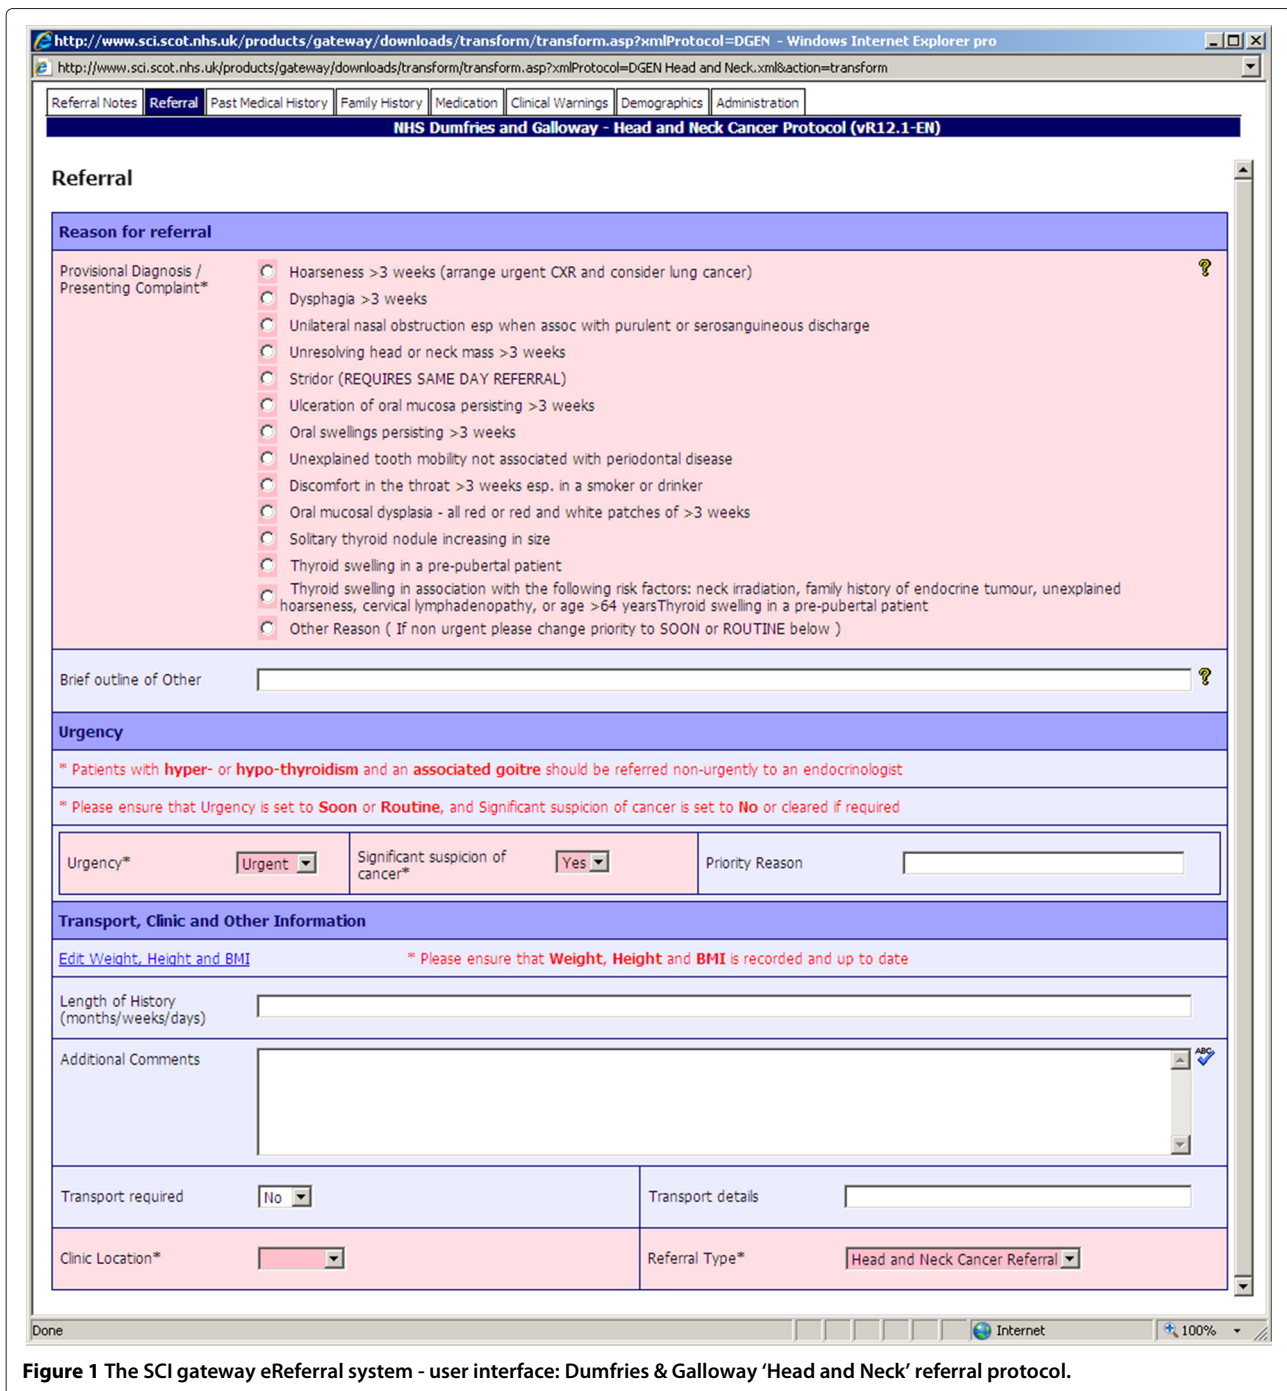 http://www.sci.scot.nhs.uk/products/gateway/downloads/transform/transform.asp?xmlProtocol=DGEN - Windows Internet Explorer pro
http://www.sci.scot.nhs.uk/products/gateway/downloads/transform/transform.asp?xmlProtocol=DGEN Head and Neck.xml&action=transform
Referral Notes Referral Past Medical History Family History Medication Clinical Warnings Demographics Administration
NHS Dumfries and Galloway - Head and Neck Cancer Protocol (vR12.1-EN)
Referral
Reason for referral
Provisional Diagnosis /
Presenting Complaint*
Hoarseness >3 weeks (arrange urgent CXR and consider lung cancer)
Dysphagia >3 weeks
Unilateral nasal obstruction esp when assoc with purulent or serosanguineous discharge
Unresolving head or neck mass >3 weeks
Stridor (REQUIRES SAME DAY REFERRAL)
Ulceration of oral mucosa persisting >3 weeks
Oral swellings persisting >3 weeks
Unexplained tooth mobility not associated with periodontal disease
Discomfort in the throat >3 weeks esp. in a smoker or drinker
Oral mucosal dysplasia - all red or red and white patches of >3 weeks
Solitary thyroid nodule increasing in size
Thyroid swelling in a pre-pubertal patient
Thyroid swelling in association with the following risk factors: neck irradiation, family history of endocrine tumour, unexplained
hoarseness, cervical lymphadenopathy, or age >64 yearsThyroid swelling in a pre-pubertal patient
Other Reason ( If non urgent please change priority to SOON or ROUTINE below )
Brief outline of Other
Urgency
* Patients with hyper- or hypo-thyroidism and an associated goitre should be referred non-urgently to an endocrinologist
* Please ensure that Urgency is set to Soon or Routine, and Significant suspicion of cancer is set to No or cleared if required
Urgency* Urgent
Significant suspicion of
cancer*
Yes
Priority Reason
Transport, Clinic and Other Information
Edit Weight, Height and BMI * Please ensure that Weight, Height and BMI is recorded and up to date
Length of History
(months/weeks/days)
Additional Comments
ABC
Transport required No Transport details
Clinic Location* Referral Type* Head and Neck Cancer Referral
Done Internet 100%
Figure 1 The SCI gateway eReferral system - user interface: Dumfries & Galloway ‘Head and Neck’ referral protocol.